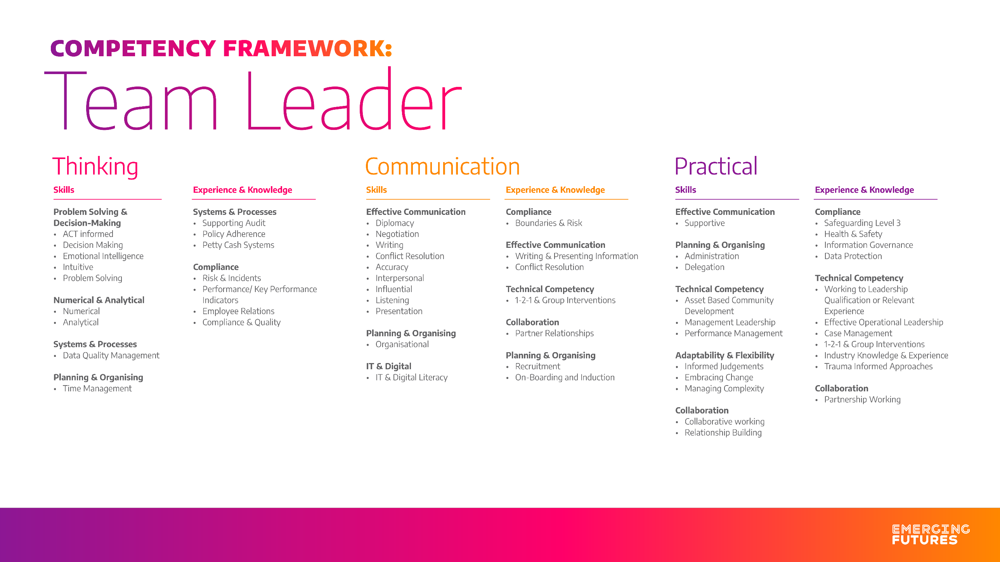 COMPETENCY FRAMEWORK:
Team Leader
Thinking
Skills
Problem Solving &
Decision-Making
• ACT informed
• Decision Making
• Emotional Intelligence
• Intuitive
• Problem Solving
Numerical & Analytical
• Numerical
• Analytical
Systems & Processes
• Data Quality Management
Planning & Organising
• Time Management
Experience & Knowledge
Systems & Processes
• Supporting Audit
• Policy Adherence
• Petty Cash Systems
Compliance
• Risk & Incidents
• Performance/ Key Performance
Indicators
• Employee Relations
• Compliance & Quality
Communication
Skills
Effective Communication
• Diplomacy
• Negotiation
• Writing
• Conflict Resolution
• Accuracy
• Interpersonal
• Influential
• Listening
• Presentation
Planning & Organising
• Organisational
IT & Digital
• IT & Digital Literacy
Experience & Knowledge
Compliance
• Boundaries & Risk
Effective Communication
• Writing & Presenting Information
• Conflict Resolution
Technical Competency
• 1-2-1 & Group Interventions
Collaboration
• Partner Relationships
Planning & Organising
• Recruitment
• On-Boarding and Induction
Practical
Skills
Effective Communication
• Supportive
Planning & Organising
• Administration
• Delegation
Technical Competency
• Asset Based Community
Development
• Management Leadership
• Performance Management
Adaptability & Flexibility
• Informed Judgements
• Embracing Change
• Managing Complexity
Collaboration
• Collaborative working
• Relationship Building
Experience & Knowledge
Compliance
• Safeguarding Level 3
• Health & Safety
• Information Governance
• Data Protection
Technical Competency
• Working to Leadership
Qualification or Relevant
Experience
• Effective Operational Leadership
• Case Management
• 1-2-1 & Group Interventions
• Industry Knowledge & Experience
• Trauma Informed Approaches
Collaboration
• Partnership Working
EMERGING
FUTURES